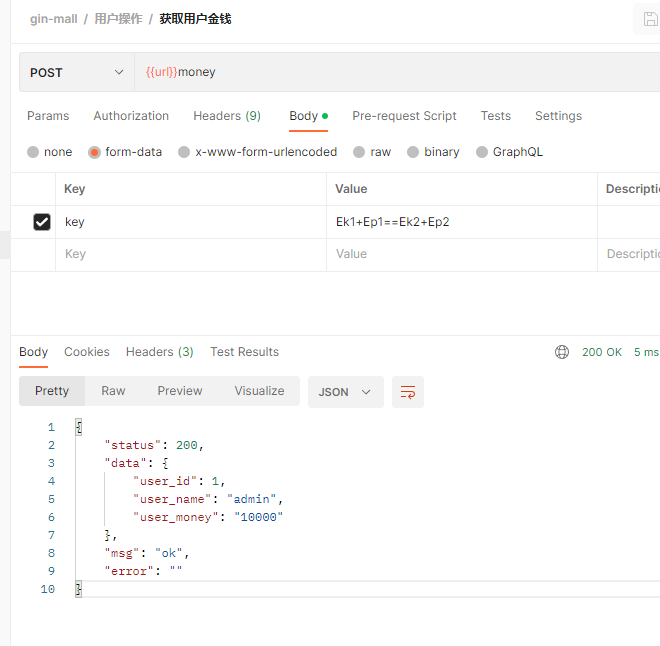 gin-mall / 用户操作 / 获取用户金钱
POST {{url}}money
Params Authorization Headers (9) Body Pre-request Script Tests Settings
none form-data x-www-form-urlencoded raw binary GraphQL
Key Value Descripti
key Ek1+Ep1==Ek2+Ep2
Key Value Description
Body Cookies Headers (3) Test Results 200 OK 5 ms
Pretty Raw Preview Visualize JSON
1 {
2 "status": 200,
3 "data": {
4 "user_id": 1,
5 "user_name": "admin",
6 "user_money": "10000"
7 },
8 "msg": "ok",
9 "error": ""
10 }